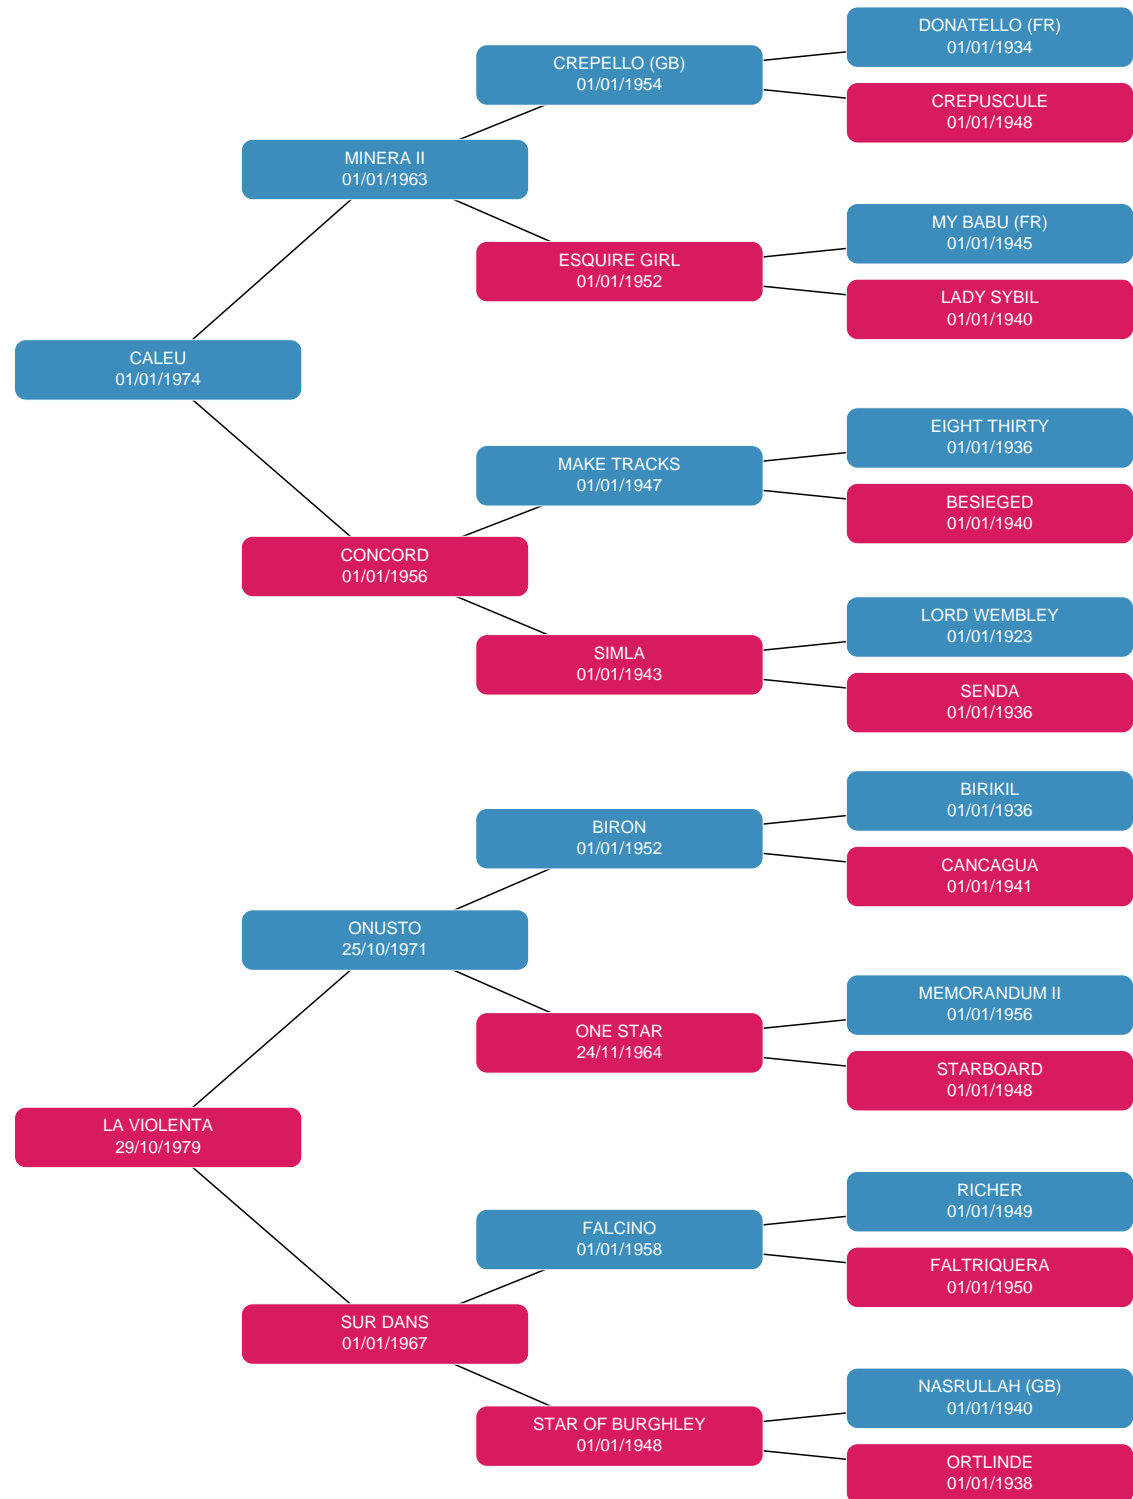 DONATELLO (FR)
01/01/1934
CREPELLO (GB)
01/01/1954
CREPUSCULE
01/01/1948
MINERA II
01/01/1963
MY BABU (FR)
01/01/1945
ESQUIRE GIRL
01/01/1952
LADY SYBIL
01/01/1940
CALEU
01/01/1974
EIGHT THIRTY
01/01/1936
MAKE TRACKS
01/01/1947
BESIEGED
01/01/1940
CONCORD
01/01/1956
LORD WEMBLEY
01/01/1923
SIMLA
01/01/1943
SENDA
01/01/1936
BIRIKIL
01/01/1936
BIRON
01/01/1952
CANCAGUA
01/01/1941
ONUSTO
25/10/1971
MEMORANDUM II
01/01/1956
ONE STAR
24/11/1964
STARBOARD
01/01/1948
LA VIOLENTA
29/10/1979
RICHER
01/01/1949
FALCINO
01/01/1958
FALTRIQUERA
01/01/1950
SUR DANS
01/01/1967
NASRULLAH (GB)
01/01/1940
STAR OF BURGHLEY
01/01/1948
ORTLINDE
01/01/1938